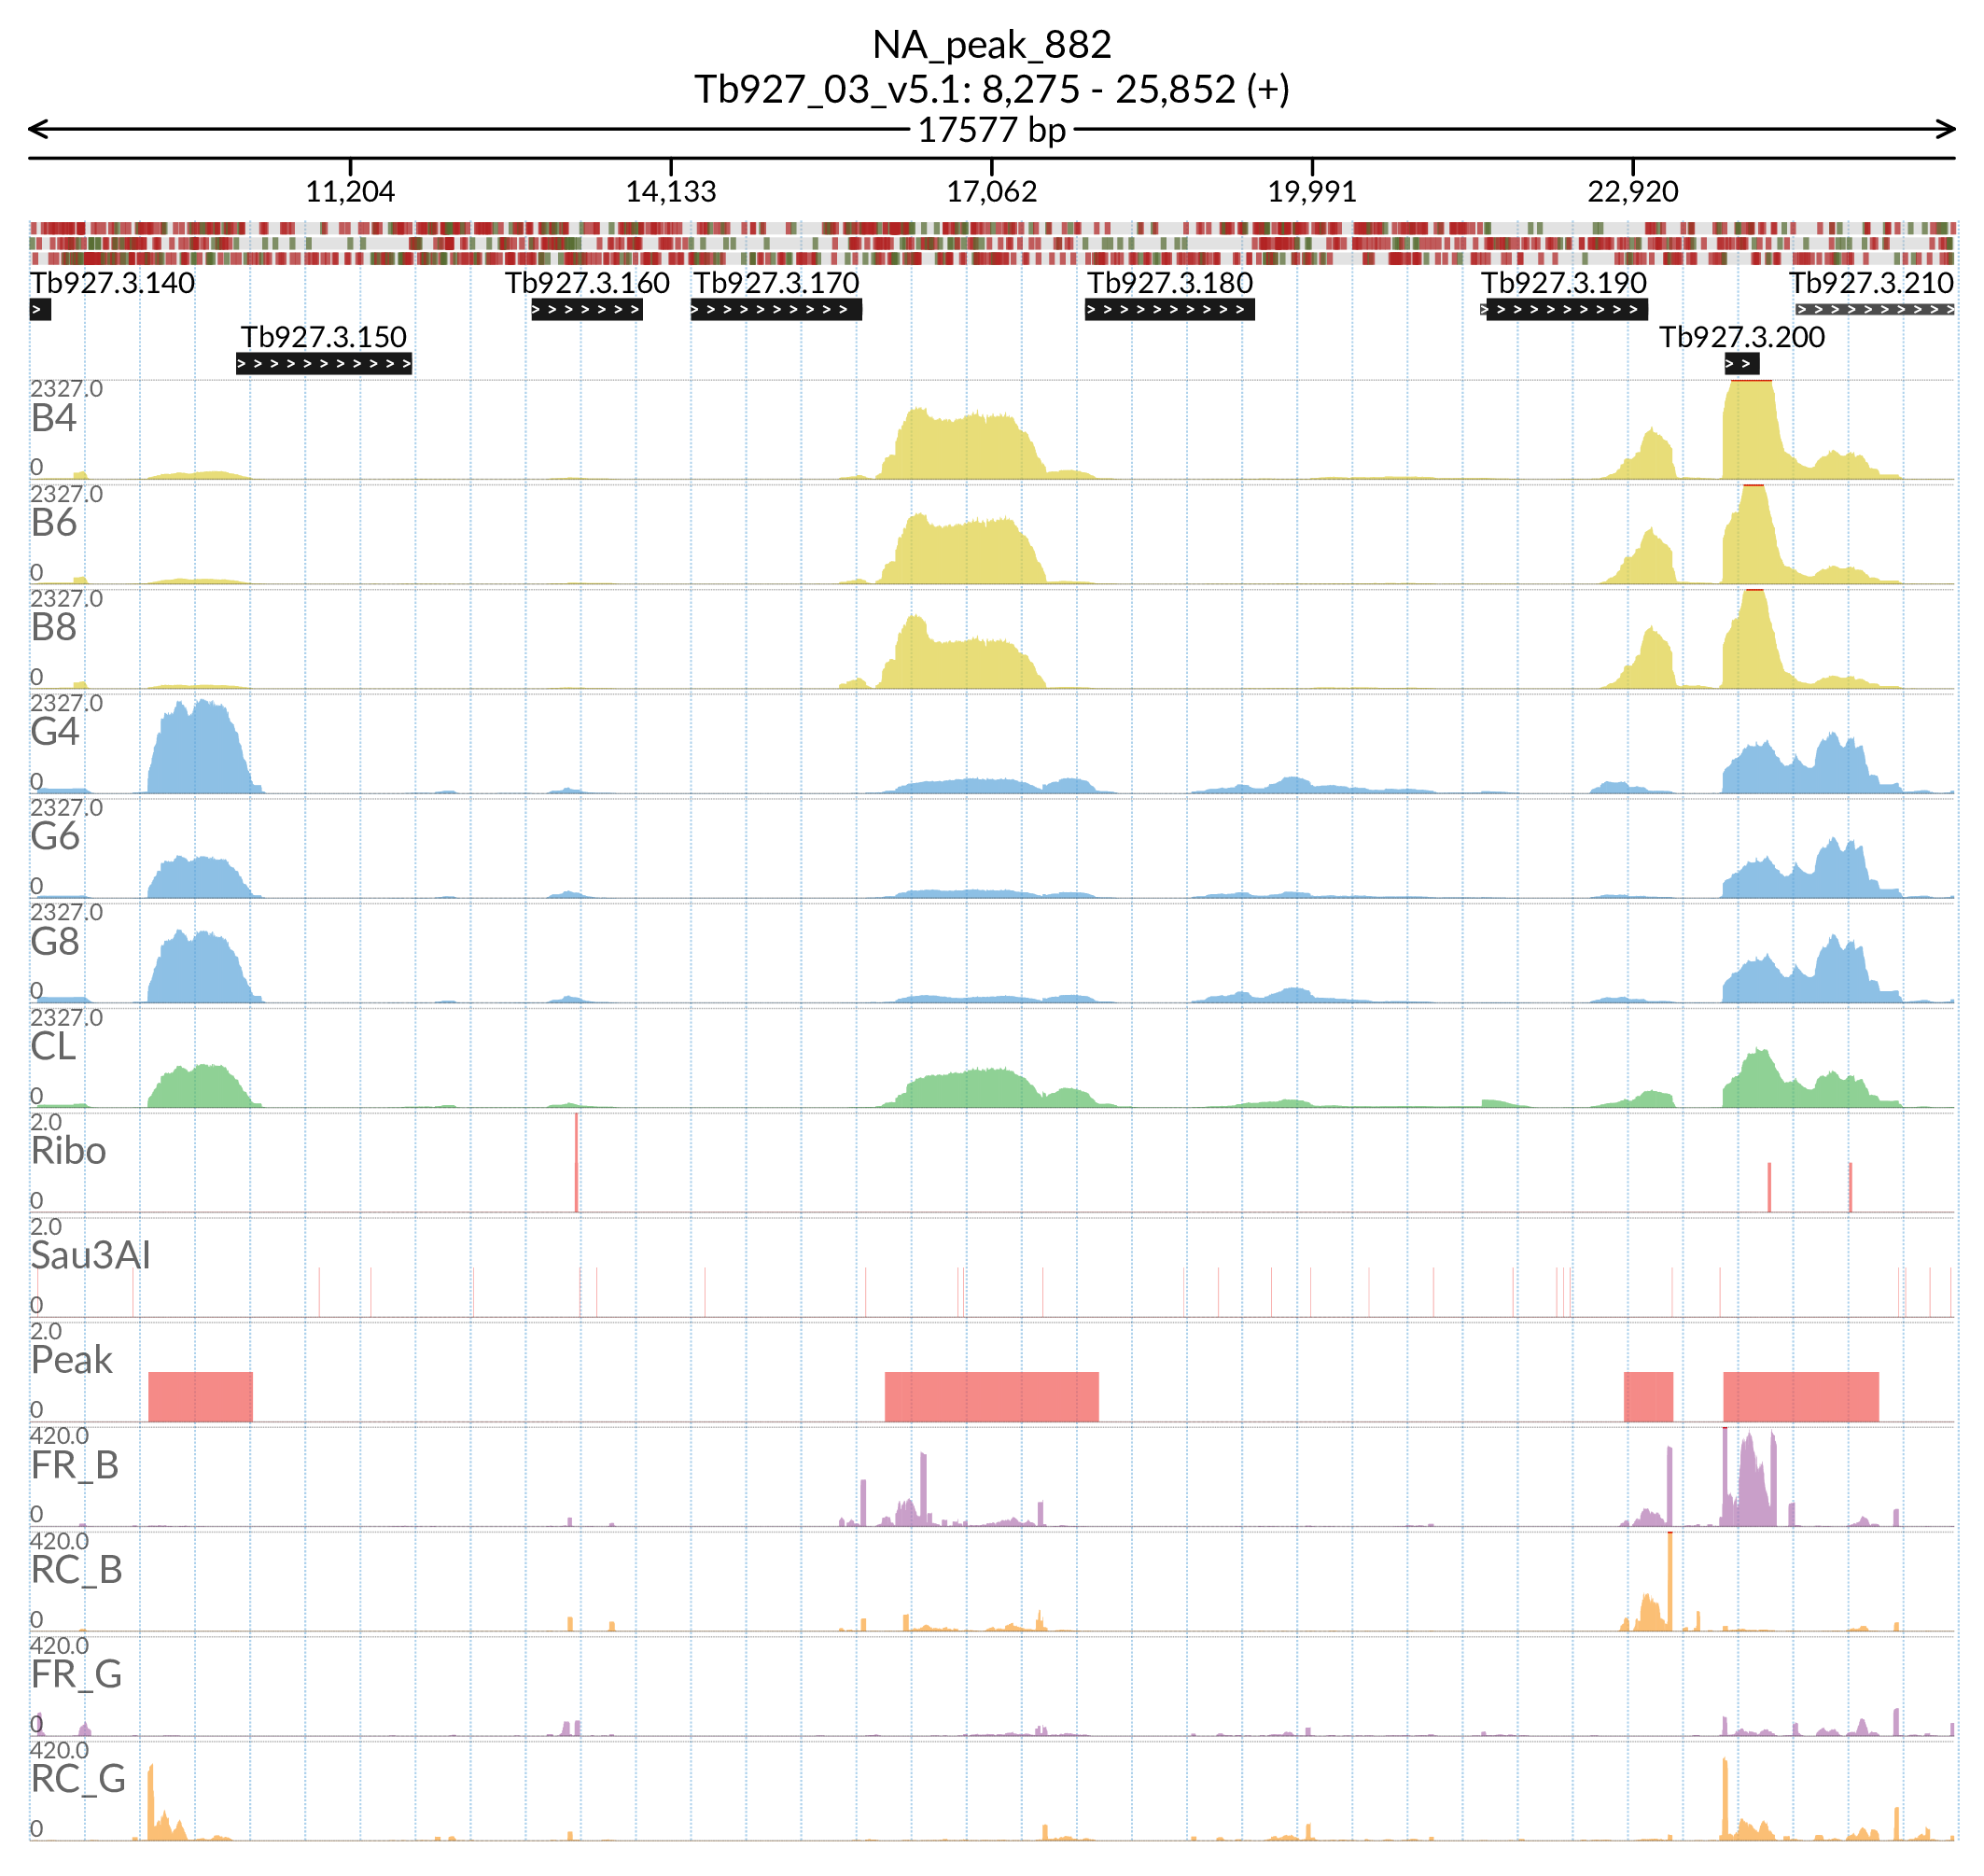 NA_peak_882
Tb927_03_v5.1: 8,275 - 25,852 (+)
17577 bp
11,204 14,133 17,062 19,991 22,920
Tb927.3.140 Tb927.3.160 Tb927.3.170 Tb927.3.180 Tb927.3.190 Tb927.3.210
Tb927.3.150 Tb927.3.200
2327.0
B4
0
2327.0
B6
0
2327.0
B8
0
2327.0
G4
0
2327.0
G6
0
2327.0
G8
0
2327.0
CL
0
2.0
Ribo
0
2.0
Sau3AI
0
2.0
Peak
0
420.0
FR_B
0
420.0
RC_B
0
420.0
FR_G
0
420.0
RC_G
0